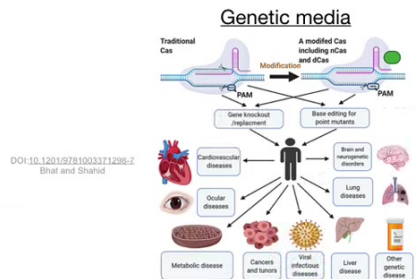 Genetic media
Traditional
Cas
A modifed Cas
including nCas
and dCas
Modification
PAM
PAM
Gene knockout
/replacment
Base editing for
point mutants
DOI:10.1201/9781003371298-7
Bhat and Shahid
Cardiovascular
diseases
Brain and
neurogenetic
disorders
Ocular
diseases
Lung
diseases
Metabolic disease
Cancers
and tumors
Viral
infectious
diseases
Liver
disease
Other
genetic
disease